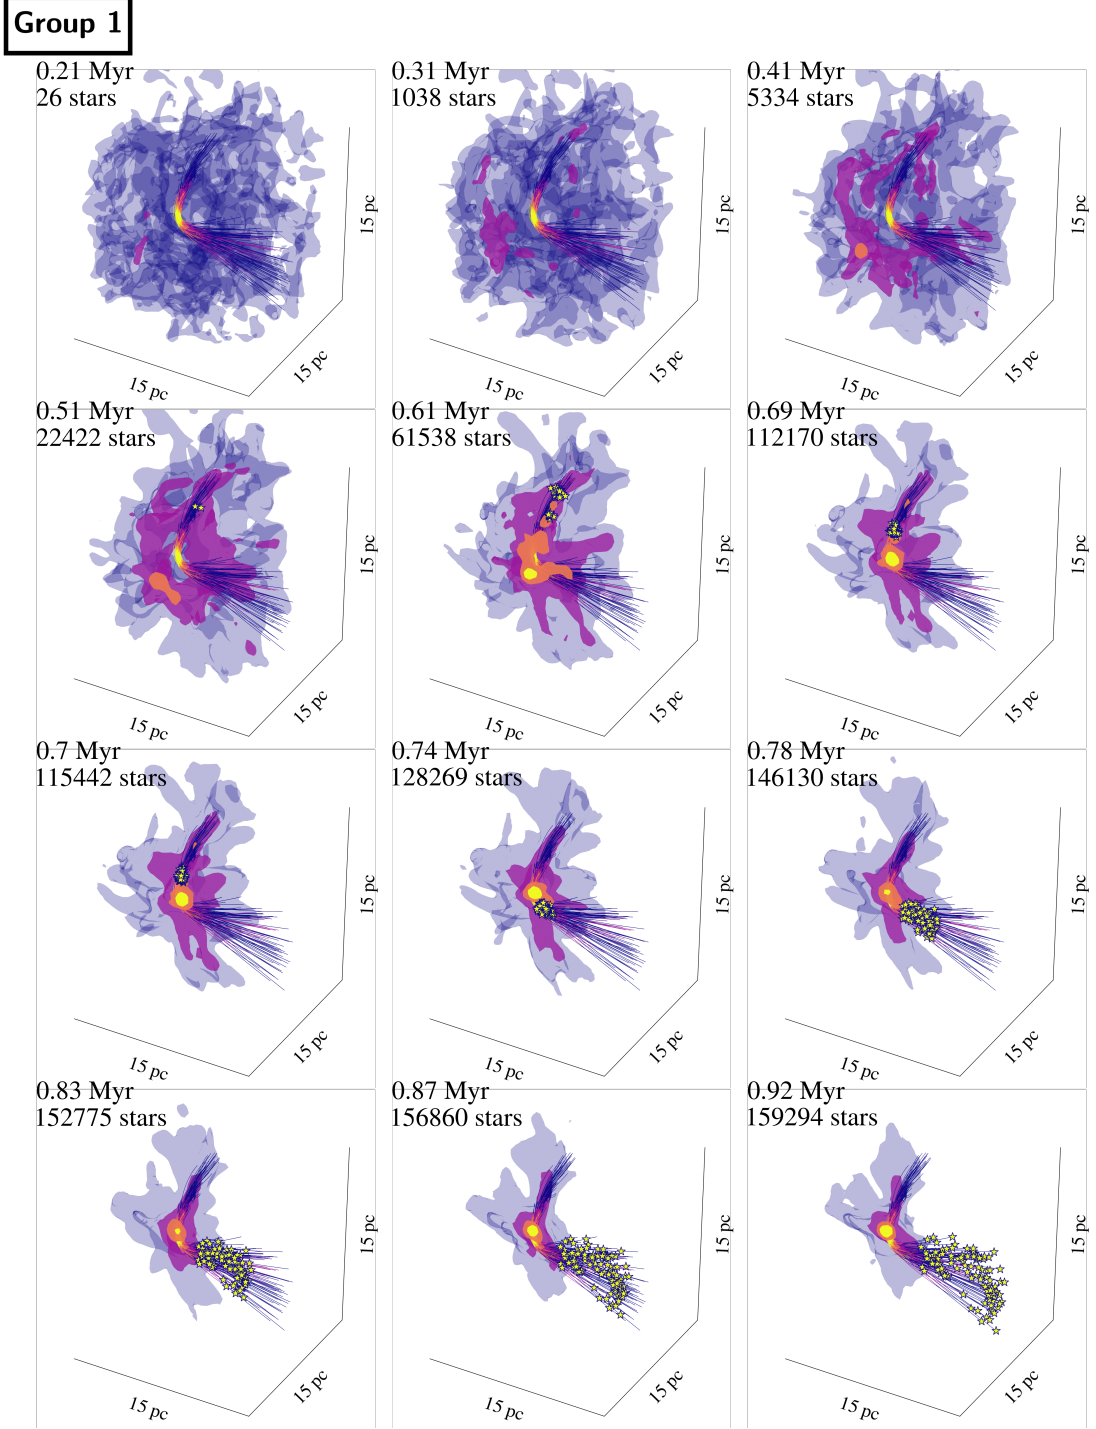 Group 1
0.21 Myr
26 stars
15 pc
15 pc
15 pc
0.31 Myr
1038 stars
15 pc
15 pc
15 pc
0.41 Myr
5334 stars
15 pc
15 pc
15 pc
0.51 Myr
22422 stars
15 pc
15 pc
15 pc
0.61 Myr
61538 stars
15 pc
15 pc
15 pc
0.69 Myr
112170 stars
15 pc
15 pc
15 pc
0.7 Myr
115442 stars
15 pc
15 pc
15 pc
0.74 Myr
128269 stars
15 pc
15 pc
15 pc
0.78 Myr
146130 stars
15 pc
15 pc
15 pc
0.83 Myr
152775 stars
15 pc
15 pc
15 pc
0.87 Myr
156860 stars
15 pc
15 pc
15 pc
0.92 Myr
159294 stars
15 pc
15 pc
15 pc